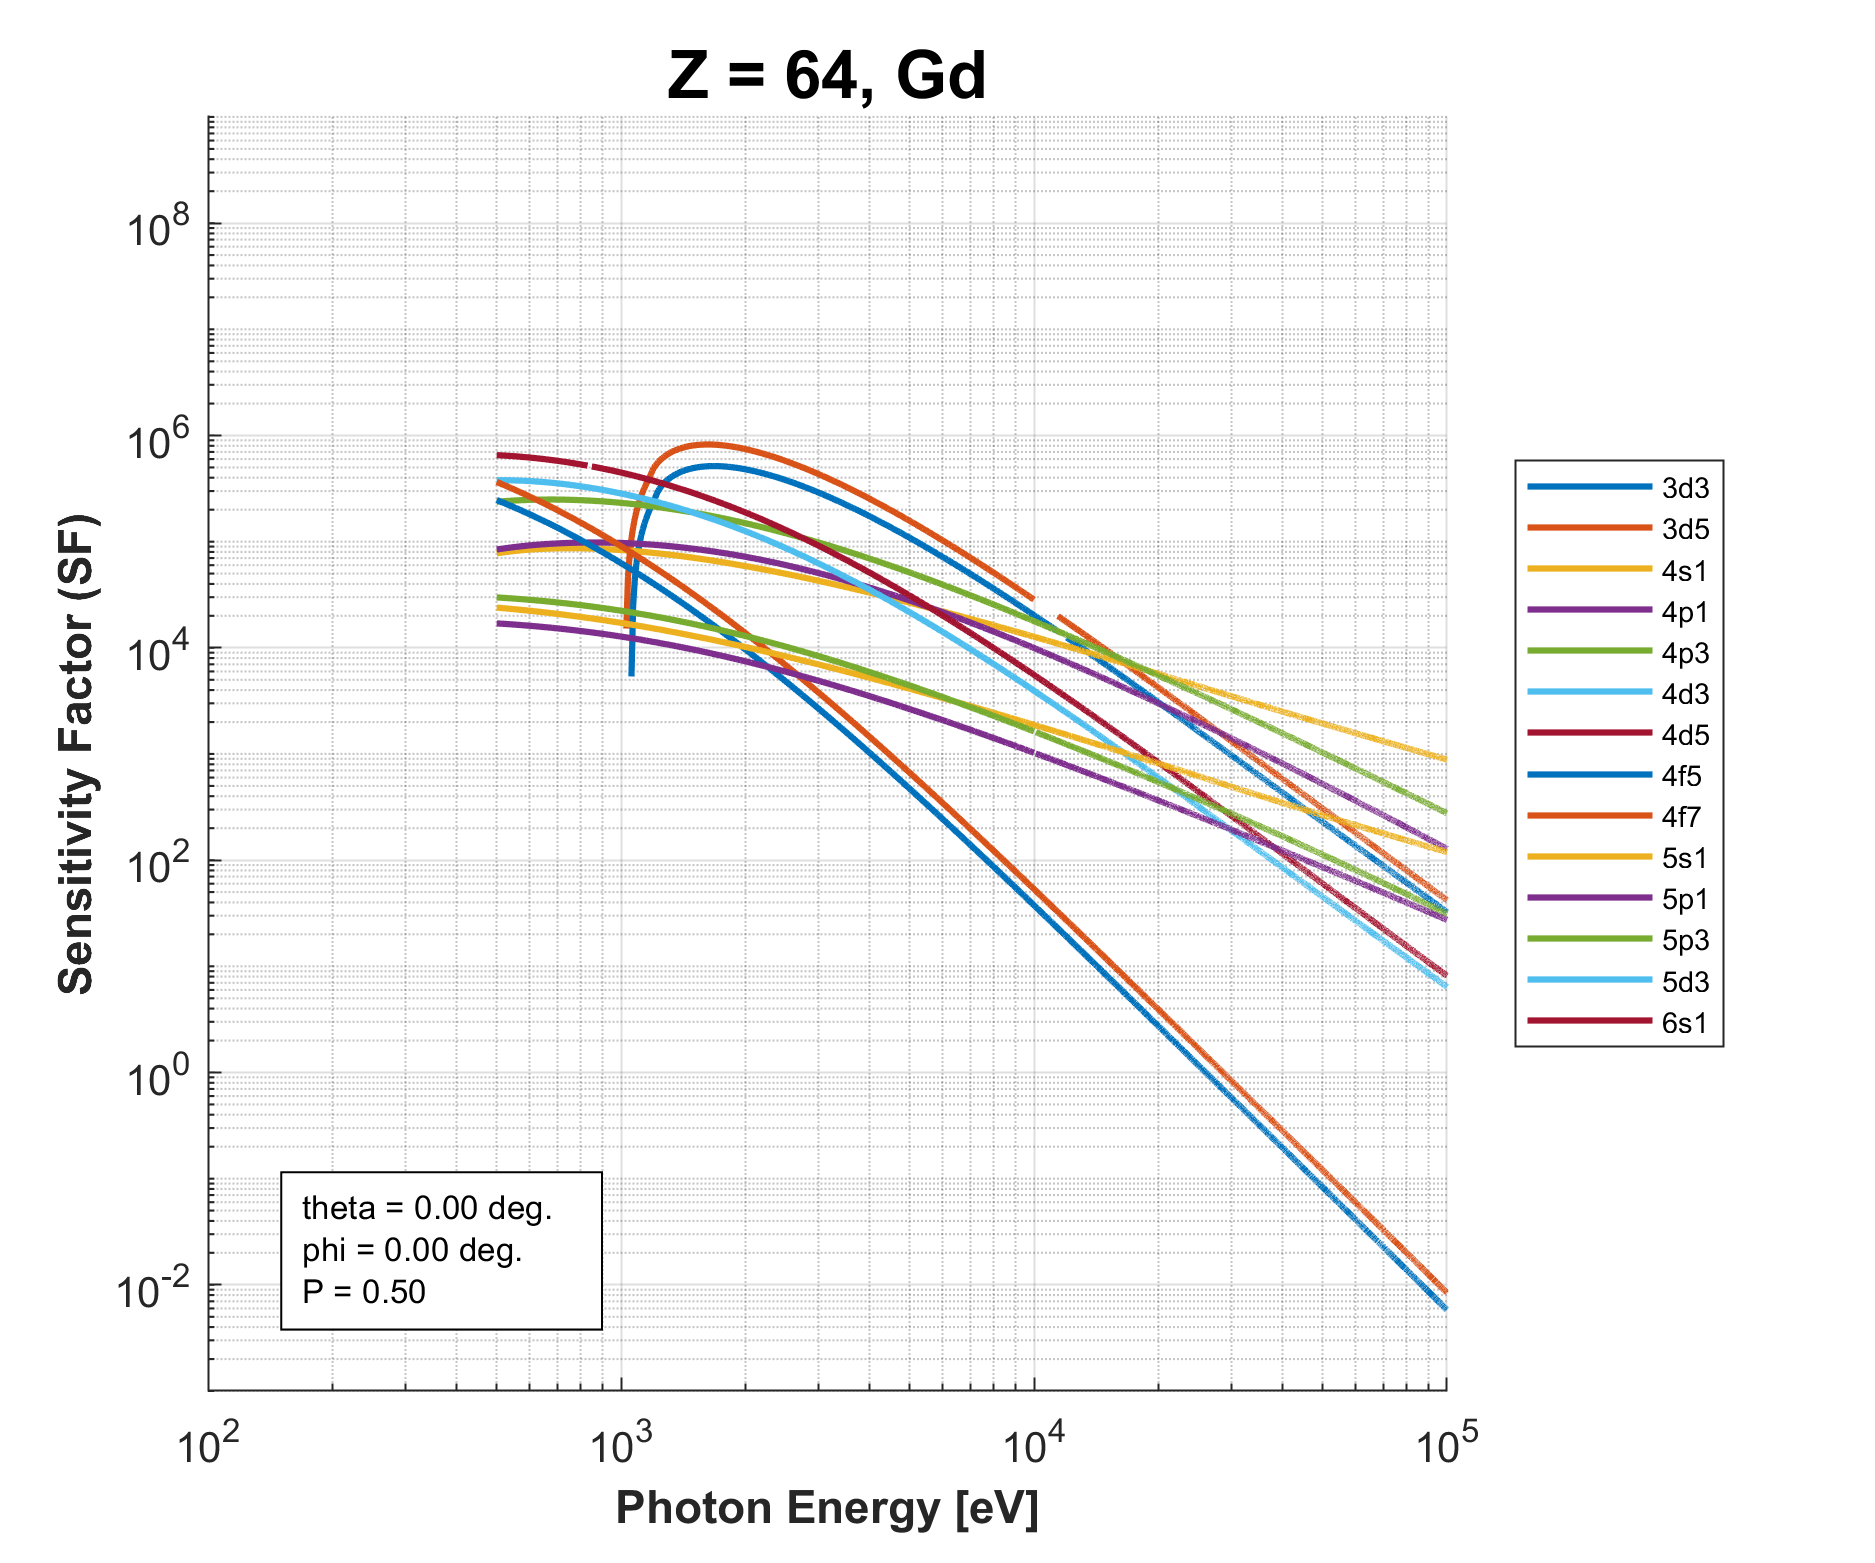 Z = 64, Gd
10^8
10^6
10^4
10^2
10^0
10^-2
Sensitivity Factor (SF)
theta = 0.00 deg.
phi = 0.00 deg.
P = 0.50
10^2 10^3 10^4 10^5
Photon Energy [eV]
3d3
3d5
4s1
4p1
4p3
4d3
4d5
4f5
4f7
5s1
5p1
5p3
5d3
6s1